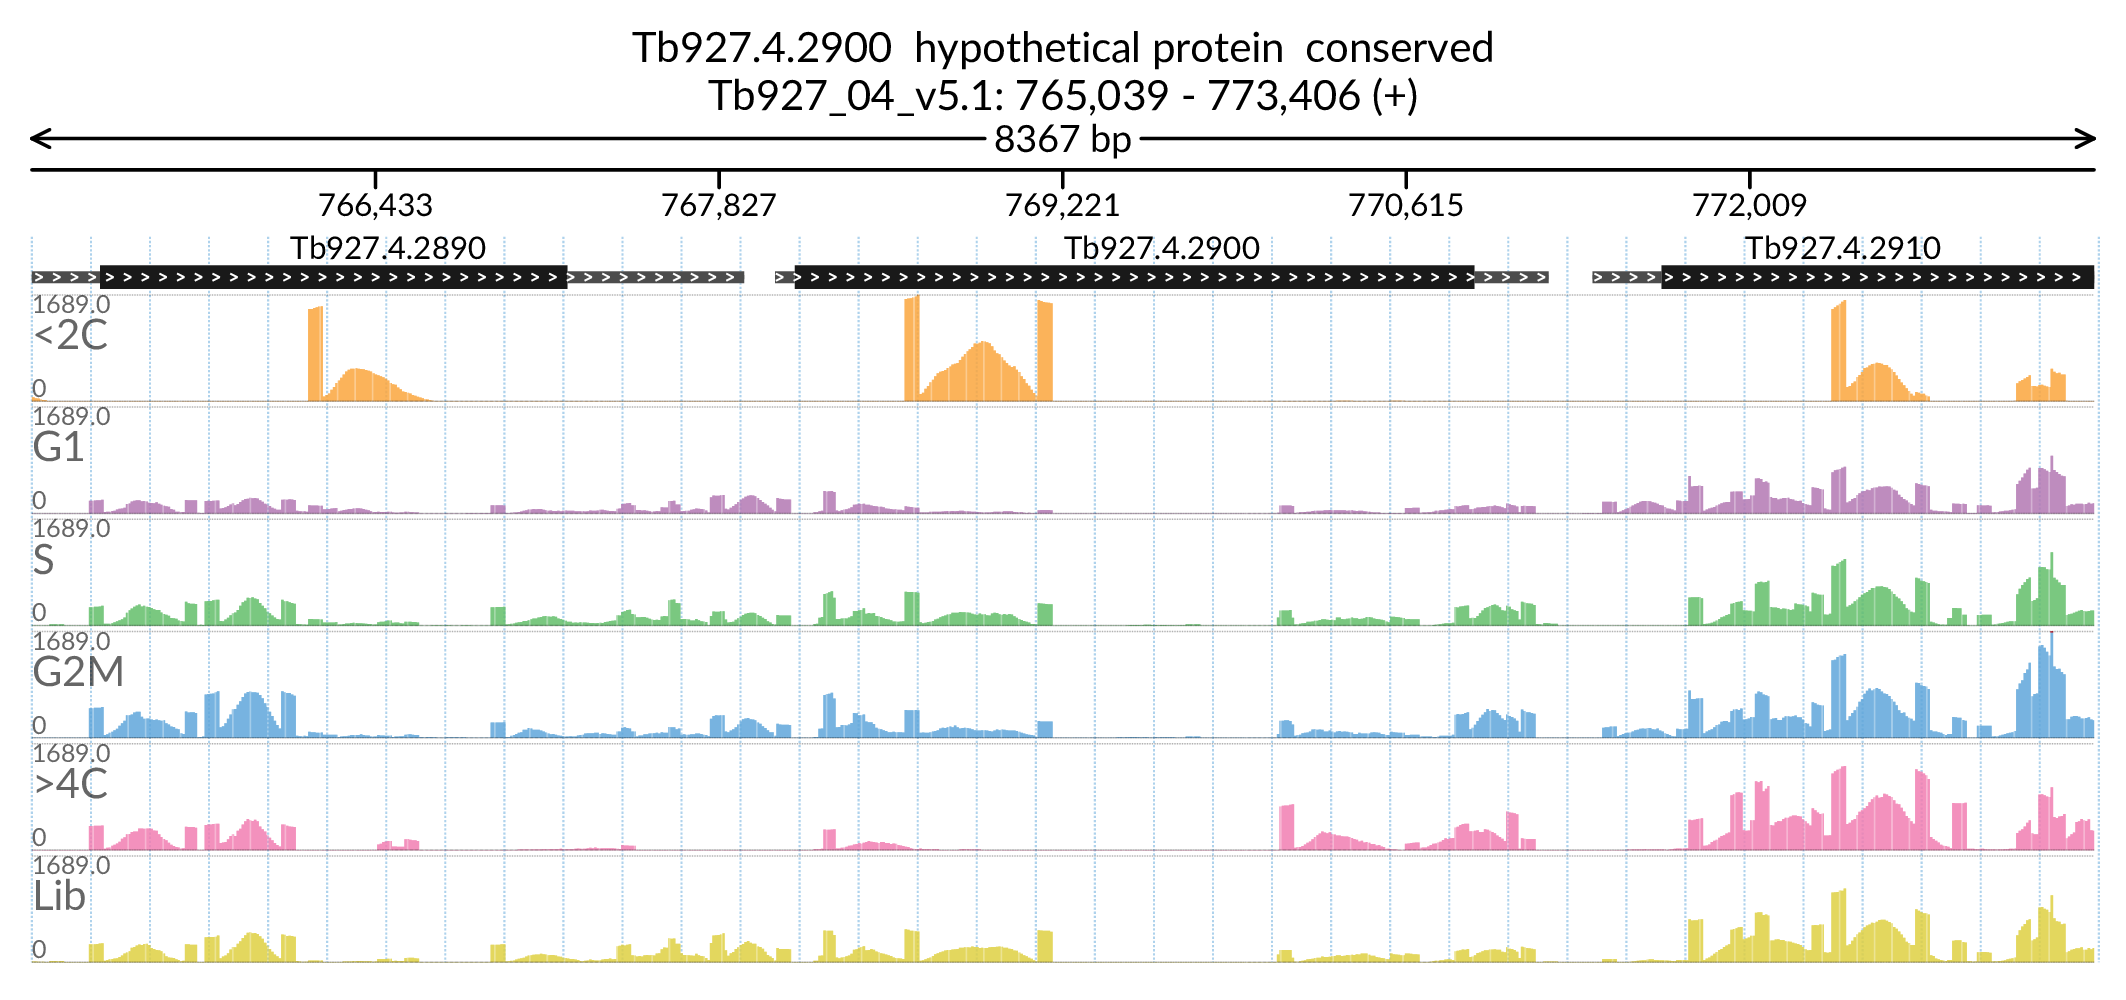 Tb927.4.2900 hypothetical protein conserved
Tb927_04_v5.1: 765,039 - 773,406 (+)
8367 bp
766,433 767,827 769,221 770,615 772,009
Tb927.4.2890 Tb927.4.2900 Tb927.4.2910
1689.0
<2C
0
1689.0
G1
0
1689.0
S
0
1689.0
G2M
0
1689.0
>4C
0
1689.0
Lib
0